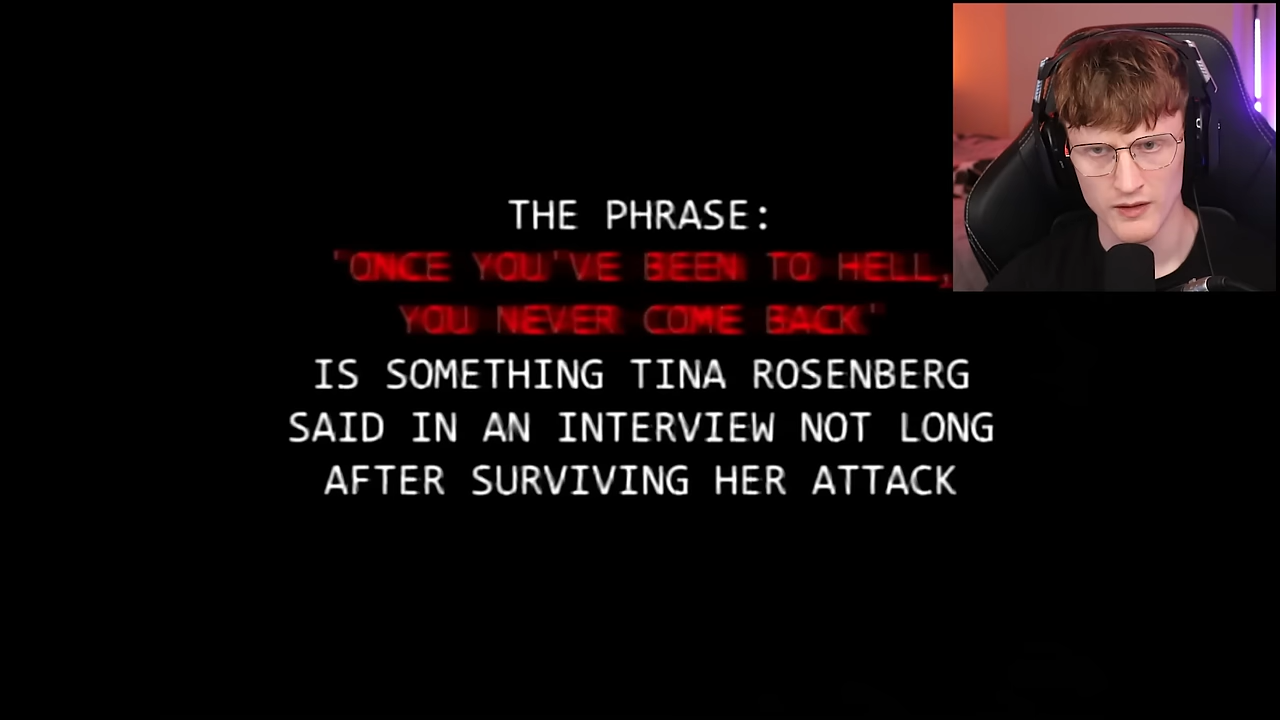 THE PHRASE:
'ONCE YOU'VE BEEN TO HELL,
YOU NEVER COME BACK'
IS SOMETHING TINA ROSENBERG
SAID IN AN INTERVIEW NOT LONG
AFTER SURVIVING HER ATTACK